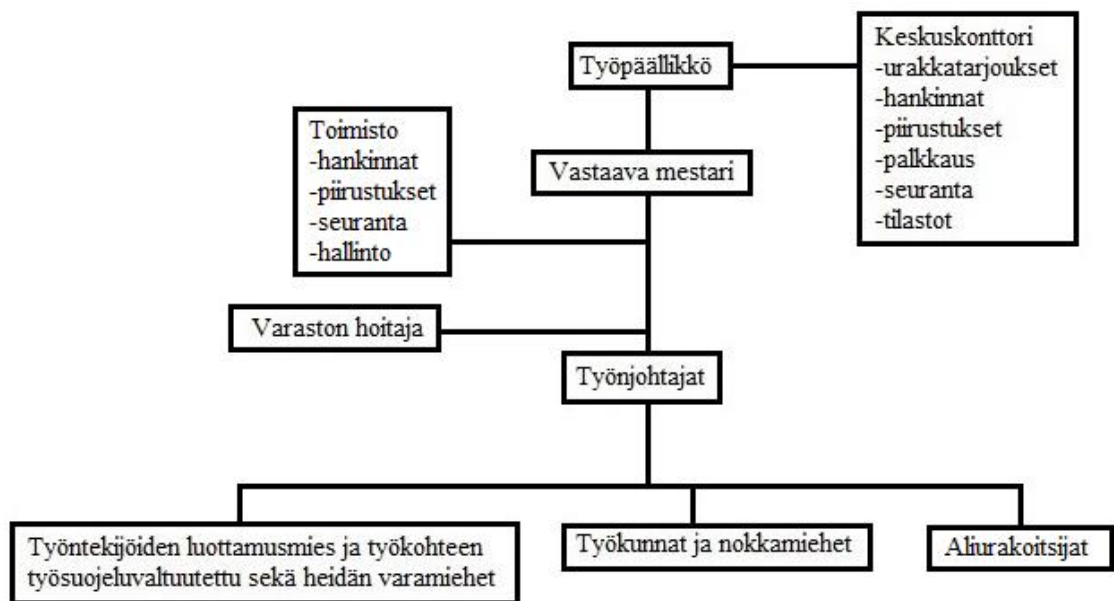 Työpäällikkö
Keskuskonttori
-urakkatarjoukset
-hankinnat
-piirustukset
-palkkaus
-seuranta
-tilastot
Toimisto
-hankinnat
-piirustukset
-seuranta
-hallinto
Vastaava mestari
Varaston hoitaja
Työnjohtajat
Työntekijöiden luottamusmies ja työkohteen
työsuojeluvaltuutettu sekä heidän varamiehet
Työkunnat ja nokkamiehet
Aliurakoitsijat